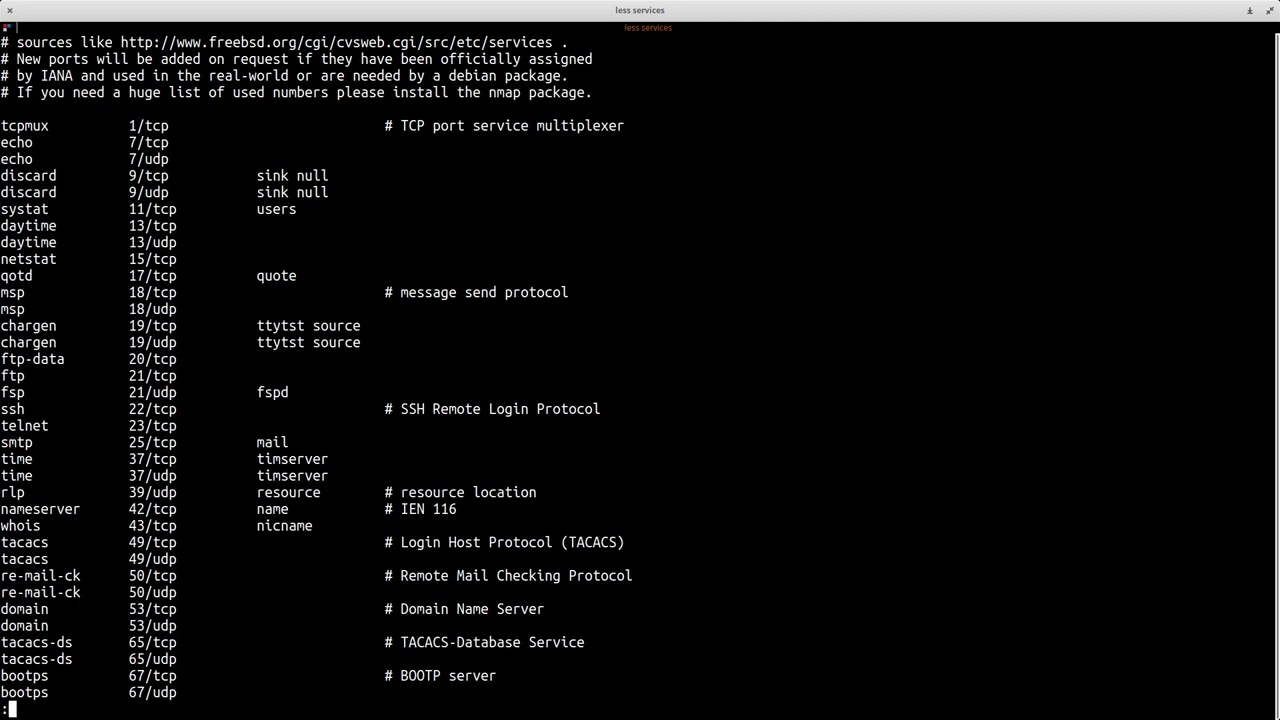 less services
less services
# sources like http://www.freebsd.org/cgi/cvsweb.cgi/src/etc/services .
# New ports will be added on request if they have been officially assigned
# by IANA and used in the real-world or are needed by a debian package.
# If you need a huge list of used numbers please install the nmap package.
tcpmux 1/tcp # TCP port service multiplexer
echo 7/tcp
echo 7/udp
discard 9/tcp sink null
discard 9/udp sink null
systat 11/tcp users
daytime 13/tcp
daytime 13/udp
netstat 15/tcp
qotd 17/tcp quote
msp 18/tcp # message send protocol
msp 18/udp
chargen 19/tcp ttytst source
chargen 19/udp ttytst source
ftp-data 20/tcp
ftp 21/tcp
fsp 21/udp fspd
ssh 22/tcp # SSH Remote Login Protocol
telnet 23/tcp
smtp 25/tcp mail
time 37/tcp timserver
time 37/udp timserver
rlp 39/udp resource # resource location
nameserver 42/tcp name # IEN 116
whois 43/tcp nicname
tacacs 49/tcp # Login Host Protocol (TACACS)
tacacs 49/udp
re-mail-ck 50/tcp # Remote Mail Checking Protocol
re-mail-ck 50/udp
domain 53/tcp # Domain Name Server
domain 53/udp
tacacs-ds 65/tcp # TACACS-Database Service
tacacs-ds 65/udp
bootps 67/tcp # BOOTP server
bootps 67/udp
: